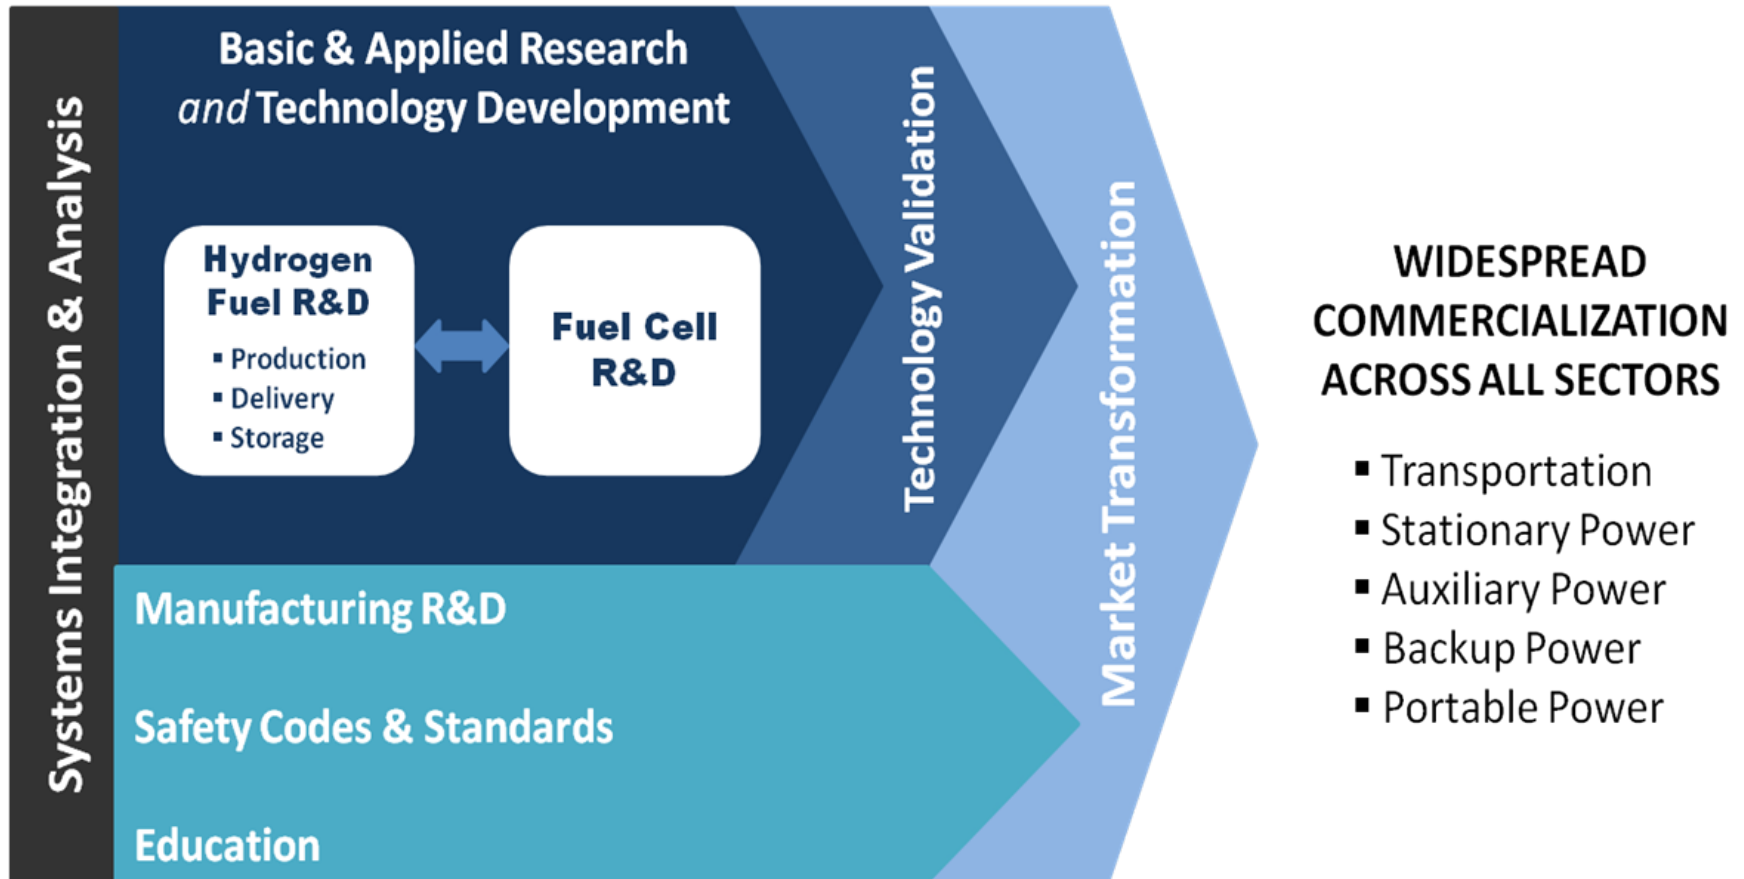 Systems Integration & Analysis
Basic & Applied Research
and Technology Development
Hydrogen
Fuel R&D
▪ Production
▪ Delivery
▪ Storage
Fuel Cell
R&D
Technology Validation
Market Transformation
Manufacturing R&D
Safety Codes & Standards
Education
WIDESPREAD
COMMERCIALIZATION
ACROSS ALL SECTORS
▪ Transportation
▪ Stationary Power
▪ Auxiliary Power
▪ Backup Power
▪ Portable Power